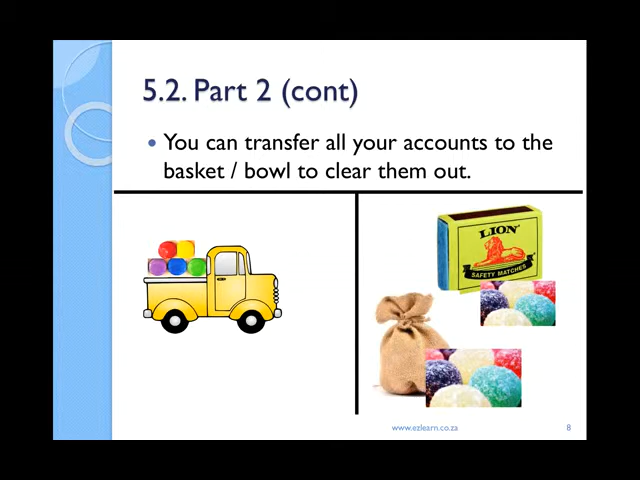 5.2. Part 2 (cont)
You can transfer all your accounts to the
basket / bowl to clear them out.
LION
SAFETY MATCHES
www.ezlearn.co.za
8